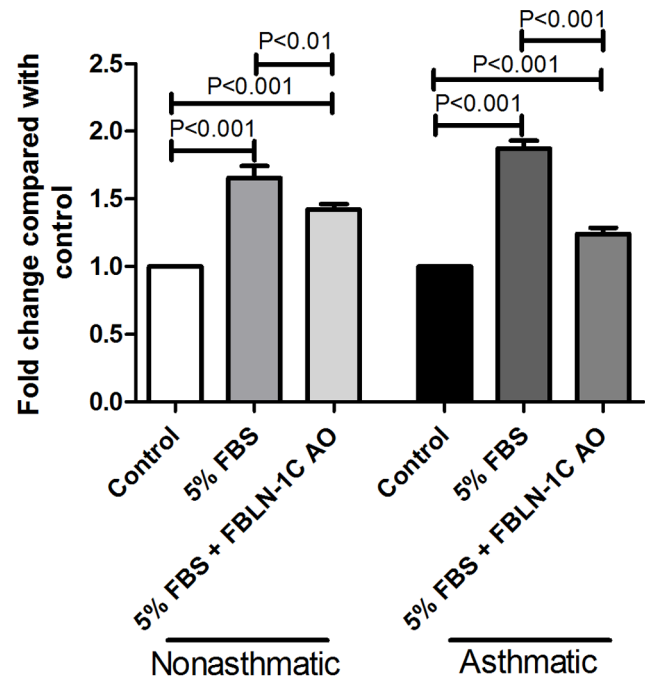 P<0.01
P<0.001
P<0.001
P<0.001
P<0.001
P<0.001
Fold change compared with
control
2.5
2.0
1.5
1.0
0.5
0.0
Control
5% FBS
5% FBS + FBLN-1C AO
Control
5% FBS
5% FBS + FBLN-1C AO
Nonasthmatic
Asthmatic